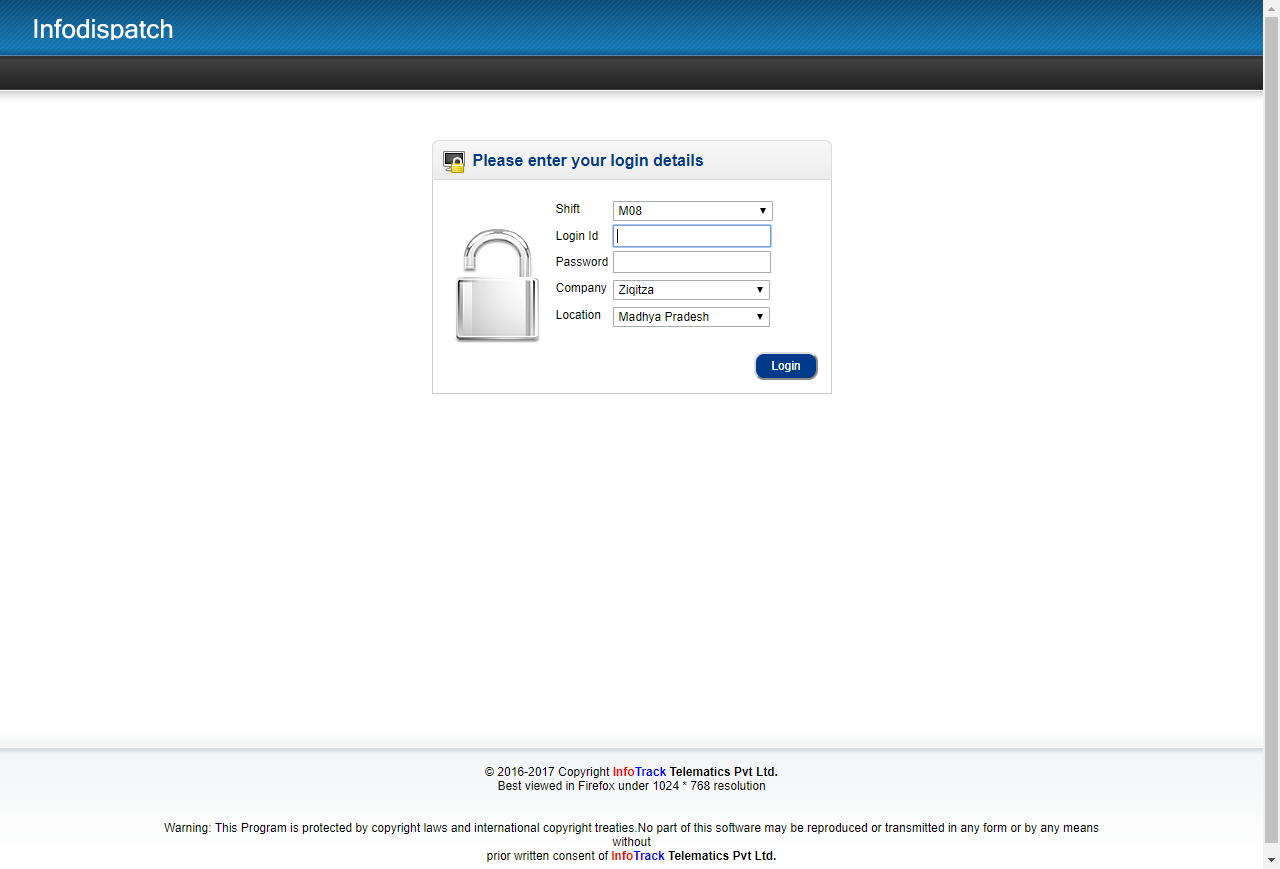 Infodispatch
Please enter your login details
Shift M08
Login Id
Password
Company Ziqitza
Location Madhya Pradesh
Login
© 2016-2017 Copyright InfoTrack Telematics Pvt Ltd.
Best viewed in Firefox under 1024 * 768 resolution
Warning: This Program is protected by copyright laws and international copyright treaties.No part of this software may be reproduced or transmitted in any form or by any means
without
prior written consent of InfoTrack Telematics Pvt Ltd.